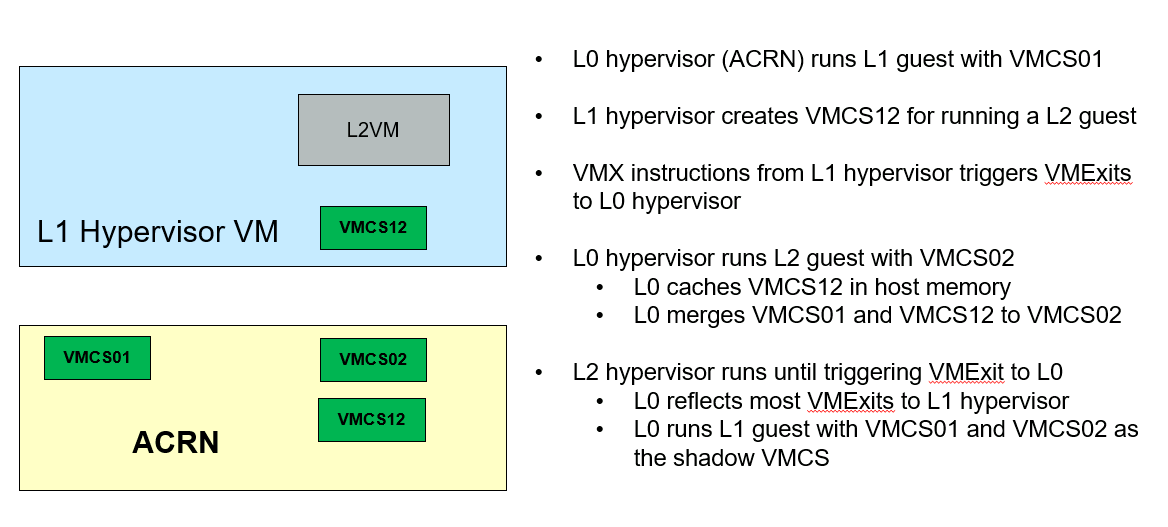 L2VM
VMCS12
L1 Hypervisor VM
VMCS01
VMCS02
VMCS12
ACRN
• L0 hypervisor (ACRN) runs L1 guest with VMCS01
• L1 hypervisor creates VMCS12 for running a L2 guest
• VMX instructions from L1 hypervisor triggers VMExits
to L0 hypervisor
• L0 hypervisor runs L2 guest with VMCS02
• L0 caches VMCS12 in host memory
• L0 merges VMCS01 and VMCS12 to VMCS02
• L2 hypervisor runs until triggering VMExit to L0
• L0 reflects most VMExits to L1 hypervisor
• L0 runs L1 guest with VMCS01 and VMCS02 as
the shadow VMCS